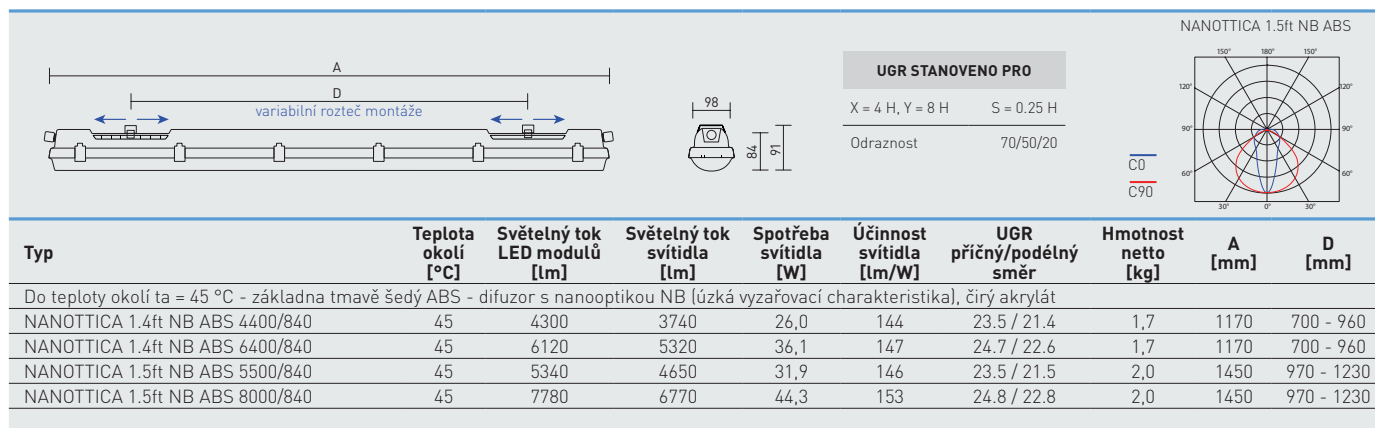 NANOTTICA 1.5ft NB ABS
A
D
variabilní rozteč montáže
98
84
91
UGR STANOVENO PRO
X = 4 H, Y = 8 H S = 0.25 H
Odraznost 70/50/20
150° 180° 150°
120° 120°
90° 90°
60° 60°
30° 0° 30°
C0
C90
Typ Teplota okolí [°C] Světelný tok LED modulů [lm] Světelný tok svítidla [lm] Spotřeba svítidla [W] Účinnost svítidla [lm/W] UGR příčný/podélný směr Hmotnost netto [kg] A [mm] D [mm]
Do teploty okolí ta = 45 °C - základna tmavě šedý ABS - difuzor s nanooptikou NB (úzká vyzařovací charakteristika), čirý akrylát
NANOTTICA 1.4ft NB ABS 4400/840 45 4300 3740 26,0 144 23.5 / 21.4 1,7 1170 700 - 960
NANOTTICA 1.4ft NB ABS 6400/840 45 6120 5320 36,1 147 24.7 / 22.6 1,7 1170 700 - 960
NANOTTICA 1.5ft NB ABS 5500/840 45 5340 4650 31,9 146 23.5 / 21.5 2,0 1450 970 - 1230
NANOTTICA 1.5ft NB ABS 8000/840 45 7780 6770 44,3 153 24.8 / 22.8 2,0 1450 970 - 1230